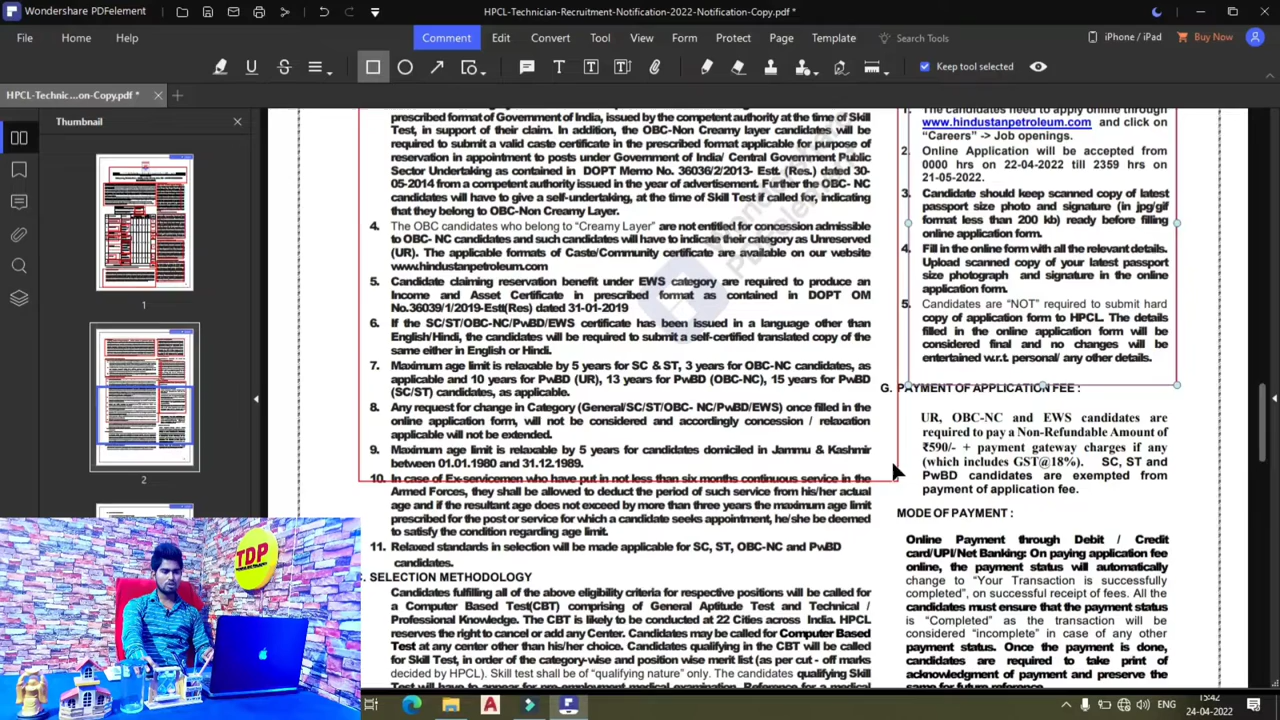 Wondershare PDFelement
HPCL-Technician-Recruitment-Notification-2022-Notification-Copy.pdf *
File Home Help Comment Edit Convert Tool View Form Protect Page Template Search Tools iPhone / iPad Buy Now
Keep tool selected
HPCL-Technic...on-Copy.pdf *
Thumbnail
1
2
prescribed format of Government of India, issued by the competent authority at the time of Skill
Test, in support of their claim. In addition, the OBC-Non Creamy layer candidates will be
required to submit a valid caste certificate in the prescribed format applicable for purpose of
reservation in appointment to posts under Government of India/ Central Government Public
Sector Undertaking as contained in DOPT Memo No. 36036/2/2013- Estt. (Res.) dated 30-
05-2014 from a competent authority issued in the year of advertisement. Further the OBC- NC
candidates will have to give a self-undertaking, at the time of Skill Test if called for, indicating
that they belong to OBC-Non Creamy Layer.
4. The OBC candidates who belong to "Creamy Layer" are not entitled for concession admissible
to OBC- NC candidates and such candidates will have to indicate their category as Unreserved
(UR). The applicable formats of Caste/Community certificate are available on our website
www.hindustanpetroleum.com
5. Candidate claiming reservation benefit under EWS category are required to produce an
Income and Asset Certificate in prescribed format as contained in DOPT OM
No.36039/1/2019-Estt(Res) dated 31-01-2019
6. If the SC/ST/OBC-NC/PwBD/EWS certificate has been issued in a language other than
English/Hindi, the candidates will be required to submit a self-certified translated copy of the
same either in English or Hindi.
7. Maximum age limit is relaxable by 5 years for SC & ST, 3 years for OBC-NC candidates, as
applicable and 10 years for PwBD (UR), 13 years for PwBD (OBC-NC), 15 years for PwBD
(SC/ST) candidates, as applicable.
8. Any request for change in Category (General/SC/ST/OBC- NC/PwBD/EWS) once filled in the
online application form, will not be considered and accordingly concession / relaxation
applicable will not be extended.
9. Maximum age limit is relaxable by 5 years for candidates domiciled in Jammu & Kashmir
between 01.01.1980 and 31.12.1989.
10. In case of Ex-servicemen who have put in not less than six months continuous service in the
Armed Forces, they shall be allowed to deduct the period of such service from his/her actual
age and if the resultant age does not exceed by more than three years the maximum age limit
prescribed for the post or service for which a candidate seeks appointment, he/she be deemed
to satisfy the condition regarding age limit.
11. Relaxed standards in selection will be made applicable for SC, ST, OBC-NC and PwBD
candidates.
SELECTION METHODOLOGY
Candidates fulfilling all of the above eligibility criteria for respective positions will be called for
a Computer Based Test(CBT) comprising of General Aptitude Test and Technical /
Professional Knowledge. The CBT is likely to be conducted at 22 Cities across India. HPCL
reserves the right to cancel or add any Center. Candidates may be called for Computer Based
Test at any center other than his/her choice. Candidates qualifying in the CBT will be called
for Skill Test, in order of the category-wise and position wise merit list (as per cut - off marks
decided by HPCL). Skill test shall be of "qualifying nature" only. The candidates qualifying Skill
Test will have to appear for pre-employment medical examination. Reference for a medical
1. The candidates need to apply online through
www.hindustanpetroleum.com and click on
"Careers" -> Job openings.
2. Online Application will be accepted from
0000 hrs on 22-04-2022 till 2359 hrs on
21-05-2022.
3. Candidate should keep scanned copy of latest
passport size photo and signature (in jpg/gif
format less than 200 kb) ready before filling
online application form.
4. Fill in the online form with all the relevant details.
Upload scanned copy of your latest passport
size photograph and signature in the online
application form.
5. Candidates are "NOT" required to submit hard
copy of application form to HPCL. The details
filled in the online application form will be
considered final and no changes will be
entertained w.r.t. personal/ any other details.
G. PAYMENT OF APPLICATION FEE :
UR, OBC-NC and EWS candidates are
required to pay a Non-Refundable Amount of
₹590/- + payment gateway charges if any
(which includes GST@18%). SC, ST and
PwBD candidates are exempted from
payment of application fee.
MODE OF PAYMENT :
Online Payment through Debit / Credit
card/UPI/Net Banking: On paying application fee
online, the payment status will automatically
change to "Your Transaction is successfully
completed", on successful receipt of fees. All the
candidates must ensure that the payment status
is "Completed" as the transaction will be
considered "incomplete" in case of any other
payment status. Once the payment is done,
candidates are required to take print of
acknowledgment of payment and preserve the
same for future reference.
TDP
ENG
15:42
24-04-2022